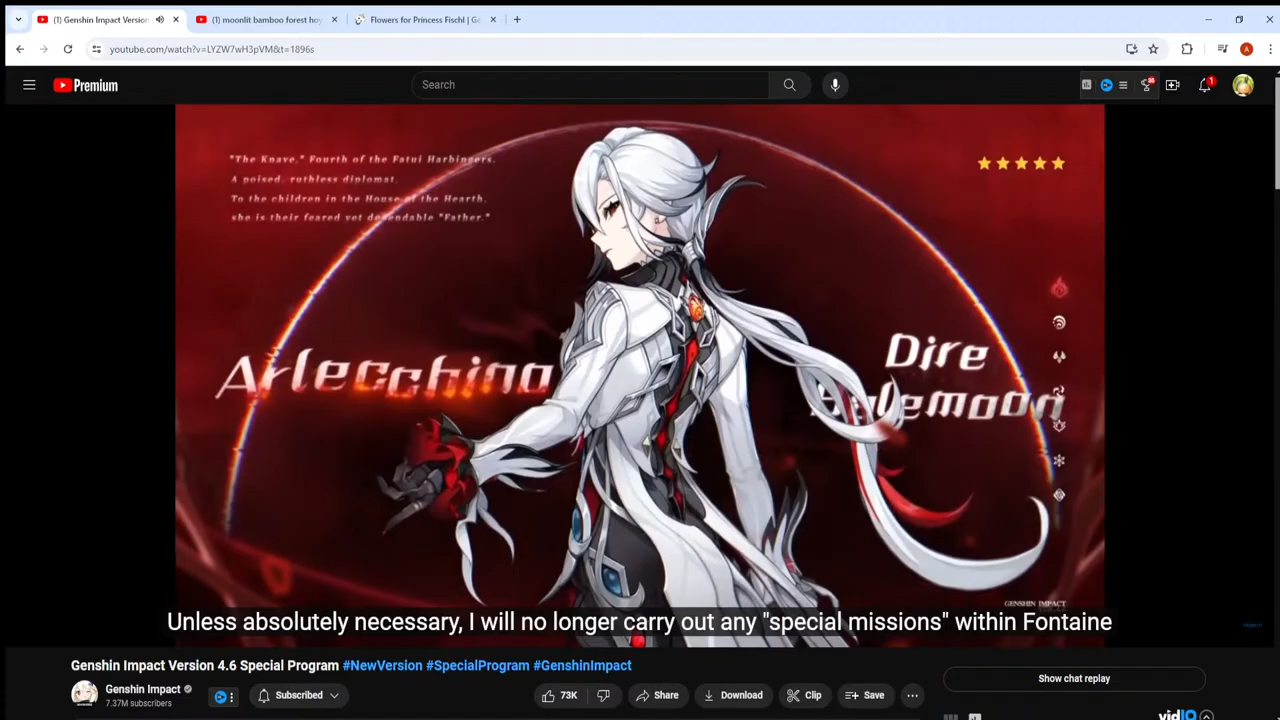 (1) Genshin Impact Version
(1) moonlit bamboo forest hoy
Flowers for Princess Fischl | Ge
youtube.com/watch?v=LYZW7wH3pVM&t=1896s
Premium
Search
1
"The Knave," Fourth of the Fatui Harbingers.
A poised, ruthless diplomat.
To the children in the House of the Hearth,
she is their feared yet dependable "Father."
Arlecchino
Dire
Balemoon
GENSHIN IMPACT
Unless absolutely necessary, I will no longer carry out any "special missions" within Fontaine
Genshin Impact Version 4.6 Special Program #NewVersion #SpecialProgram #GenshinImpact
Genshin Impact
7.37M subscribers
Subscribed
73K
Share
Download
Clip
Save
Show chat replay
vidIQ